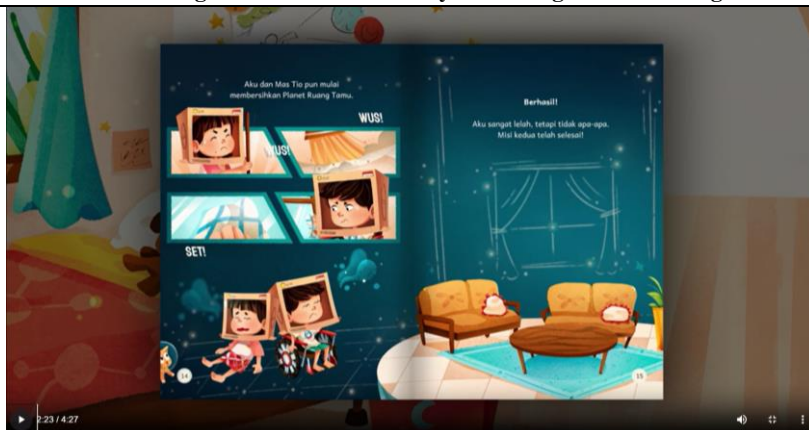 Aku dan Mas Tio pun mulai
membersihkan Planet Ruang Tamu.
WUS!
WUS!
SET!
14
Berhasil!
Aku sangat lelah, tetapi tidak apa-apa.
Misi kedua telah selesai!
15
2:23 / 4:27